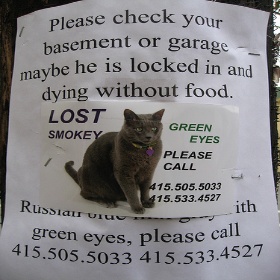 Please check your
basement or garage
maybe he is locked in and
dying without food.
LOST
SMOKEY
GREEN
EYES
PLEASE
CALL
415.505.5033
415.533.4527
Russian blue
green eyes, please call
415.505.5033 415.533.4527